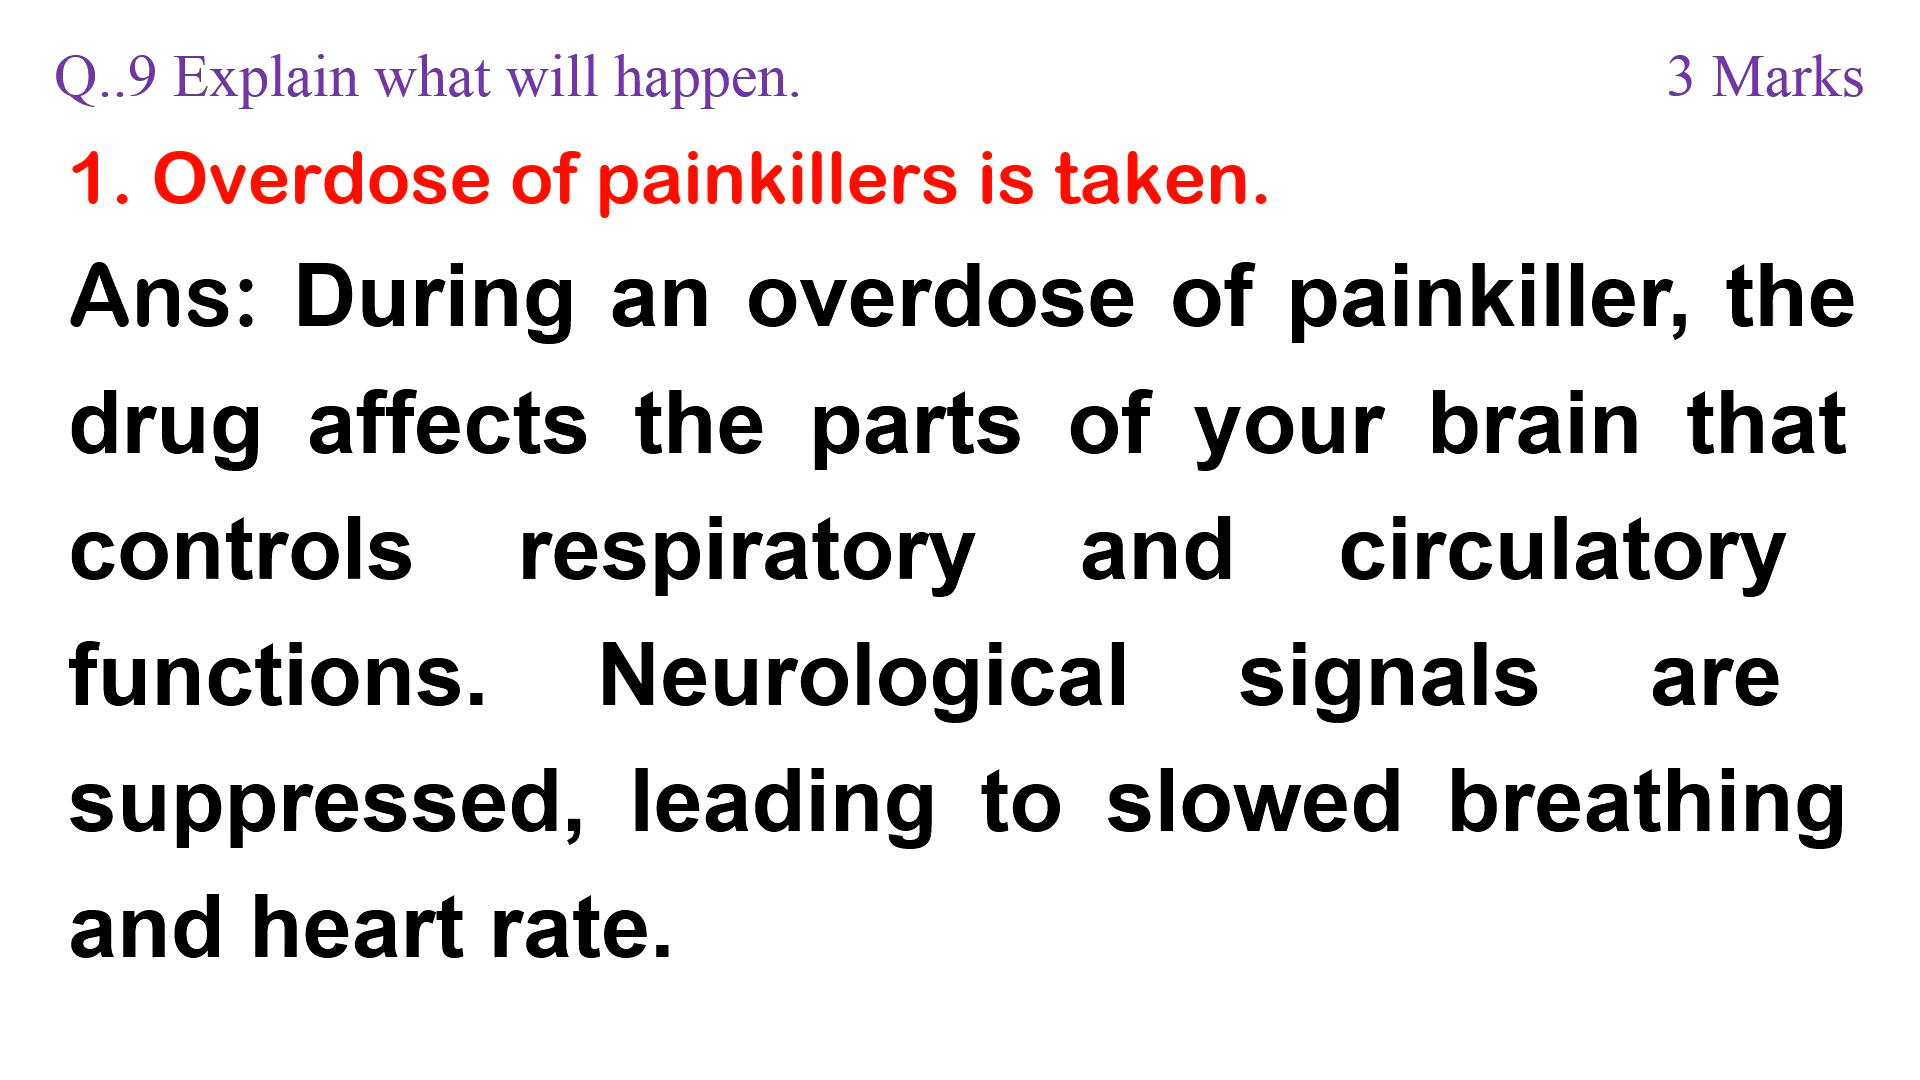 Q..9 Explain what will happen. 3 Marks
1. Overdose of painkillers is taken.
Ans: During an overdose of painkiller, the
drug affects the parts of your brain that
controls respiratory and circulatory
functions. Neurological signals are
suppressed, leading to slowed breathing
and heart rate.